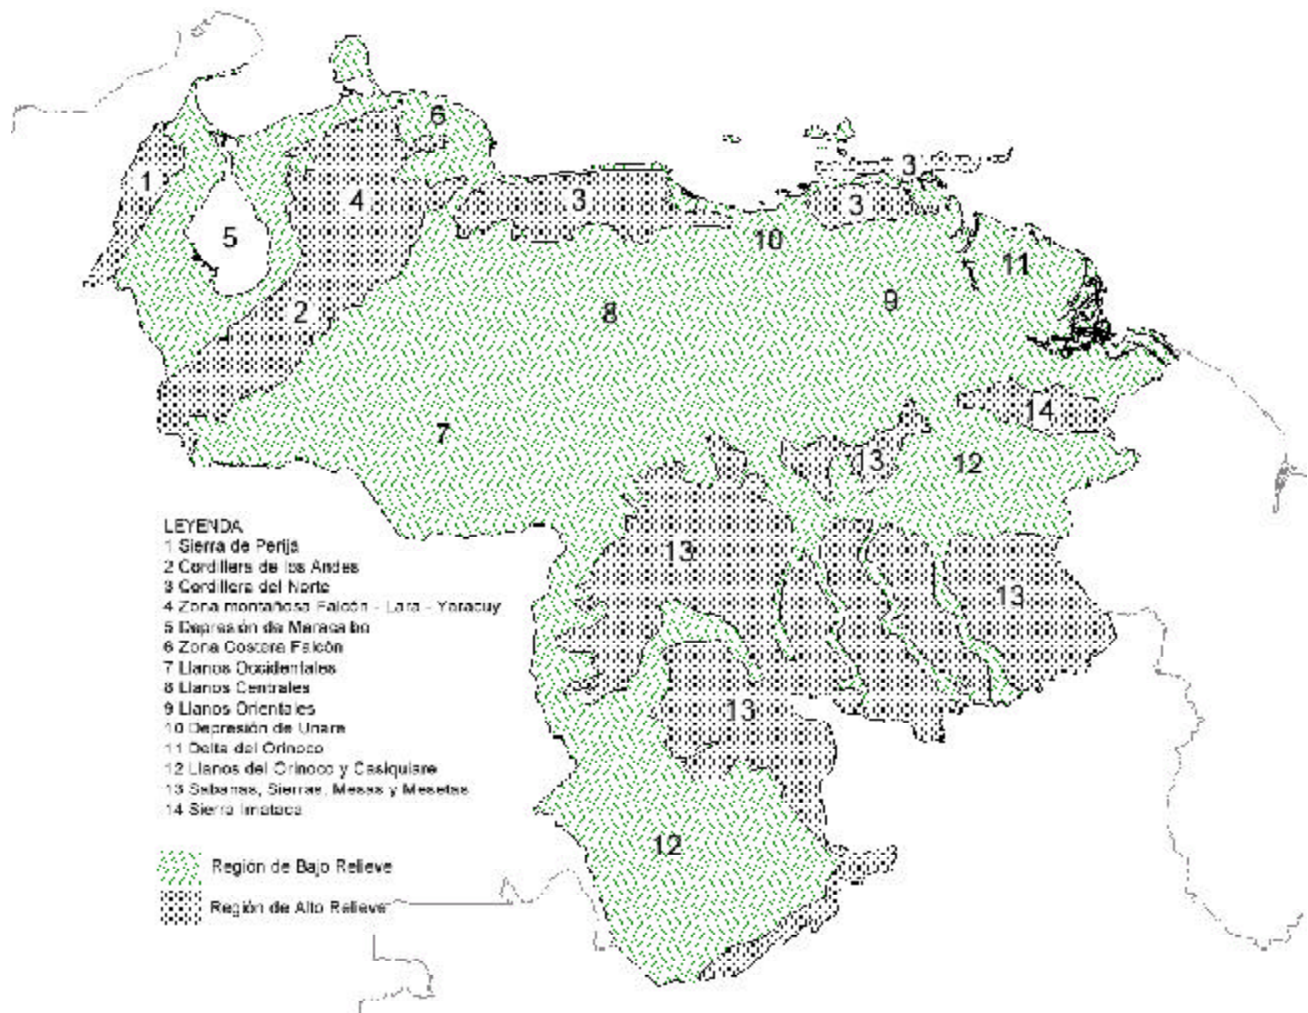 6
3
1
4
3
3
5
10
11
2
8
9
14
7
13
12
13
13
13
12
LEYENDA
1 Sierra de Perija
2 Cordillera de los Andes
3 Cordillera del Norte
4 Zona montañosa Falcón - Lara - Yaracuy
5 Depresión de Maracaibo
6 Zona Costera Falcón
7 Llanos Occidentales
8 Llanos Centrales
9 Llanos Orientales
10 Depresión de Unare
11 Delta del Orinoco
12 Llanos del Orinoco y Casiquiare
13 Sabanas, Sierras, Mesas y Mesetas
14 Sierra Imataca
Región de Bajo Relieve
Región de Alto Relieve